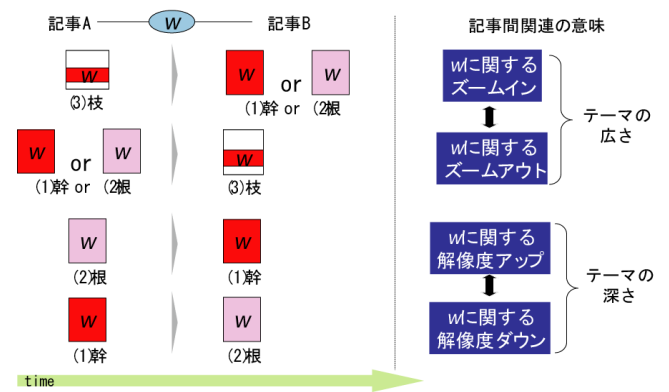 記事A
w
記事B
記事間関連の意味
w
w
or
w
(3)枝
(1)幹 or (2)根
wに関する
ズームイン
wに関する
ズームアウト
テーマの
広さ
w
or
w
w
(1)幹 or (2)根
(3)枝
w
w
(2)根
(1)幹
wに関する
解像度アップ
wに関する
解像度ダウン
テーマの
深さ
w
w
(1)幹
(2)根
time